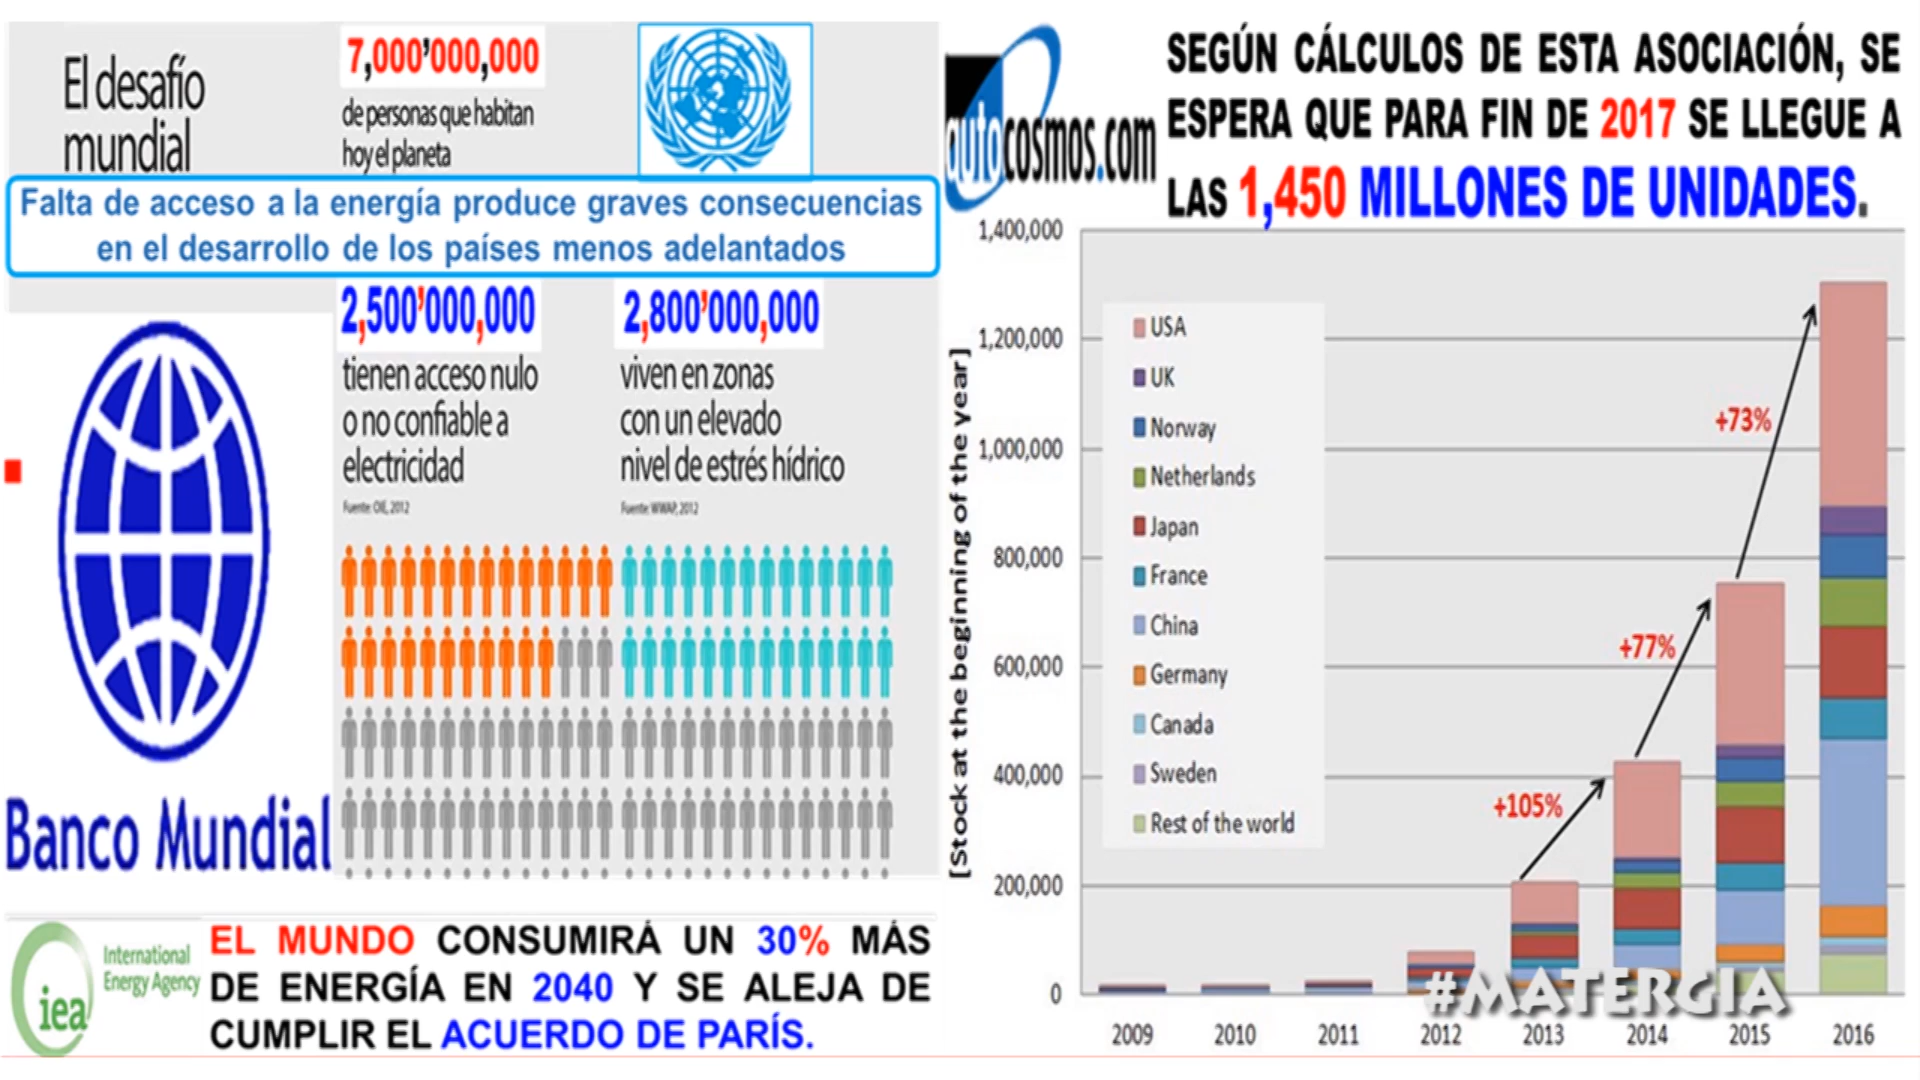 El desafío
mundial
7,000'000,000
de personas que habitan
hoy el planeta
Falta de acceso a la energía produce graves consecuencias
en el desarrollo de los países menos adelantados
2,500'000,000
tienen acceso nulo
o no confiable a
electricidad
Fuente: OIE, 2012
2,800'000,000
viven en zonas
con un elevado
nivel de estrés hídrico
Fuente: WWAP, 2012
Banco Mundial
iea
International
Energy Agency
EL MUNDO CONSUMIRÁ UN 30% MÁS
DE ENERGÍA EN 2040 Y SE ALEJA DE
CUMPLIR EL ACUERDO DE PARÍS.
autocosmos.com
SEGÚN CÁLCULOS DE ESTA ASOCIACIÓN, SE
ESPERA QUE PARA FIN DE 2017 SE LLEGUE A
LAS 1,450 MILLONES DE UNIDADES.
[Stock at the beginning of the year]
1,400,000
1,200,000
1,000,000
800,000
600,000
400,000
200,000
0
USA
UK
Norway
Netherlands
Japan
France
China
Germany
Canada
Sweden
Rest of the world
+105%
+77%
+73%
#MATERGIA
2009 2010 2011 2012 2013 2014 2015 2016